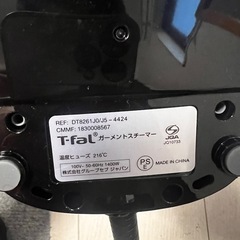 REF: DT8261J0/J5-4424
CMMF: 1830008567
T-fal ガーメントスチーマー
JQA
JQ10733
温度ヒューズ 216℃
100V~ 50-60Hz 1400W
株式会社グループセブ ジャパン
PS
E
MADE IN CHINA